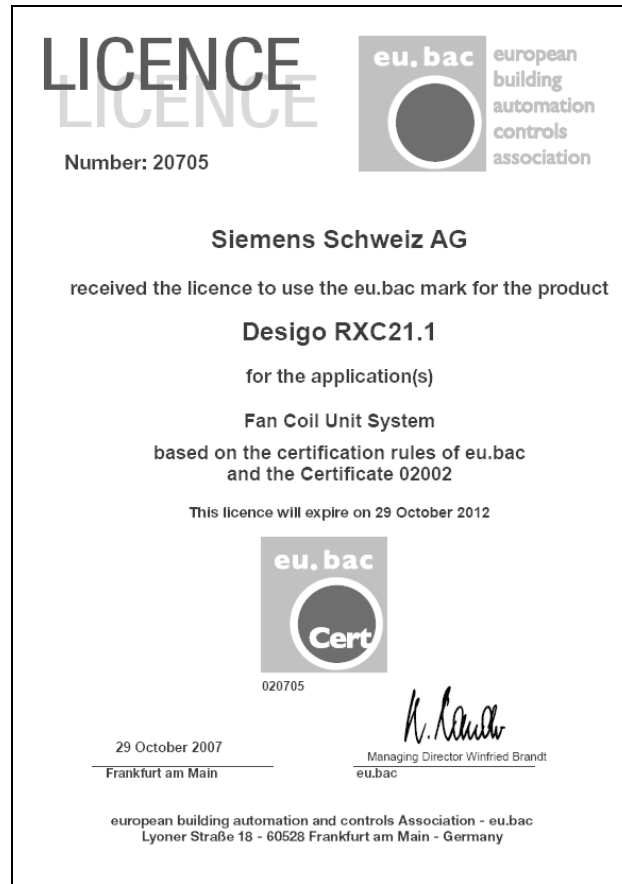 LICENCE
LICENCE
Number: 20705
eu.bac
european
building
automation
controls
association
Siemens Schweiz AG
received the licence to use the eu.bac mark for the product
Desigo RXC21.1
for the application(s)
Fan Coil Unit System
based on the certification rules of eu.bac
and the Certificate 02002
This licence will expire on 29 October 2012
eu.bac
Cert
020705
29 October 2007
Frankfurt am Main
Managing Director Winfried Brandt
eu.bac
european building automation and controls Association - eu.bac
Lyoner Straße 18 - 60528 Frankfurt am Main - Germany